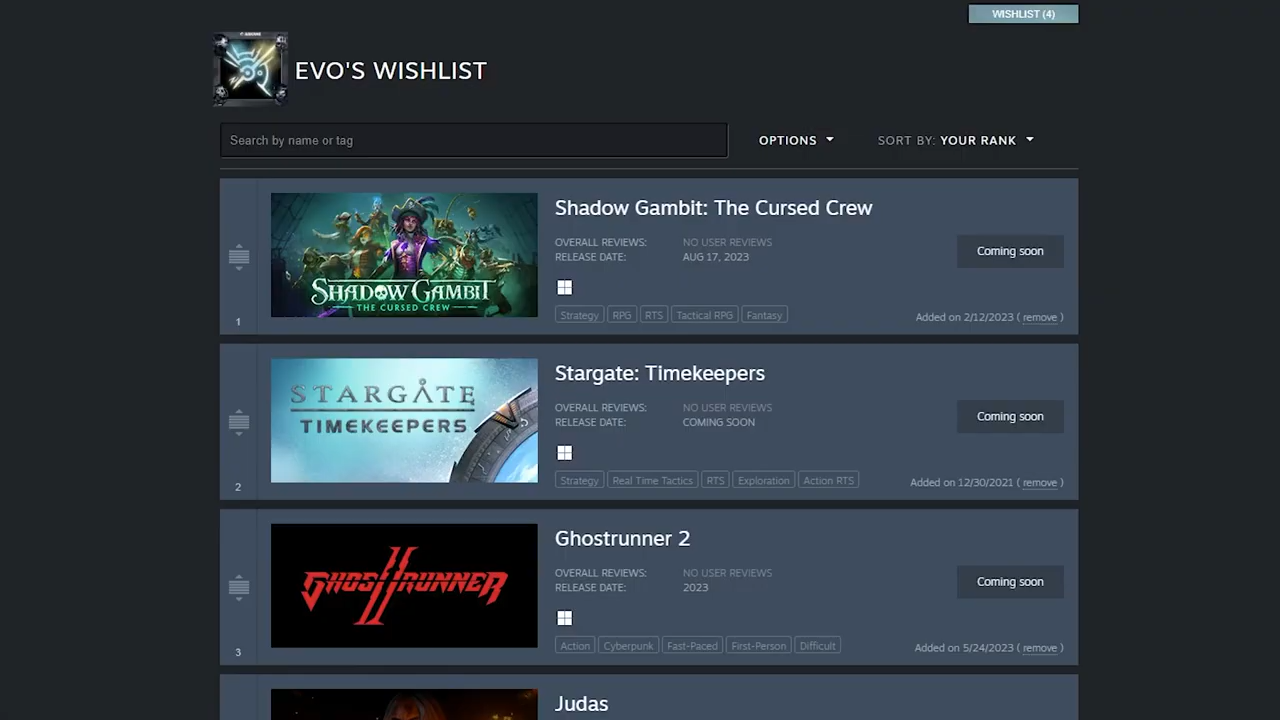 WISHLIST (4)
EVO'S WISHLIST
Search by name or tag
OPTIONS
SORT BY: YOUR RANK
SHADOW GAMBIT
THE CURSED CREW
Shadow Gambit: The Cursed Crew
OVERALL REVIEWS: NO USER REVIEWS
RELEASE DATE: AUG 17, 2023
Coming soon
Strategy RPG RTS Tactical RPG Fantasy
Added on 2/12/2023 ( remove )
1
STARGATE
TIMEKEEPERS
Stargate: Timekeepers
OVERALL REVIEWS: NO USER REVIEWS
RELEASE DATE: COMING SOON
Coming soon
Strategy Real Time Tactics RTS Exploration Action RTS
Added on 12/30/2021 ( remove )
2
GHOSTRUNNER
Ghostrunner 2
OVERALL REVIEWS: NO USER REVIEWS
RELEASE DATE: 2023
Coming soon
Action Cyberpunk Fast-Paced First-Person Difficult
Added on 5/24/2023 ( remove )
3
Judas